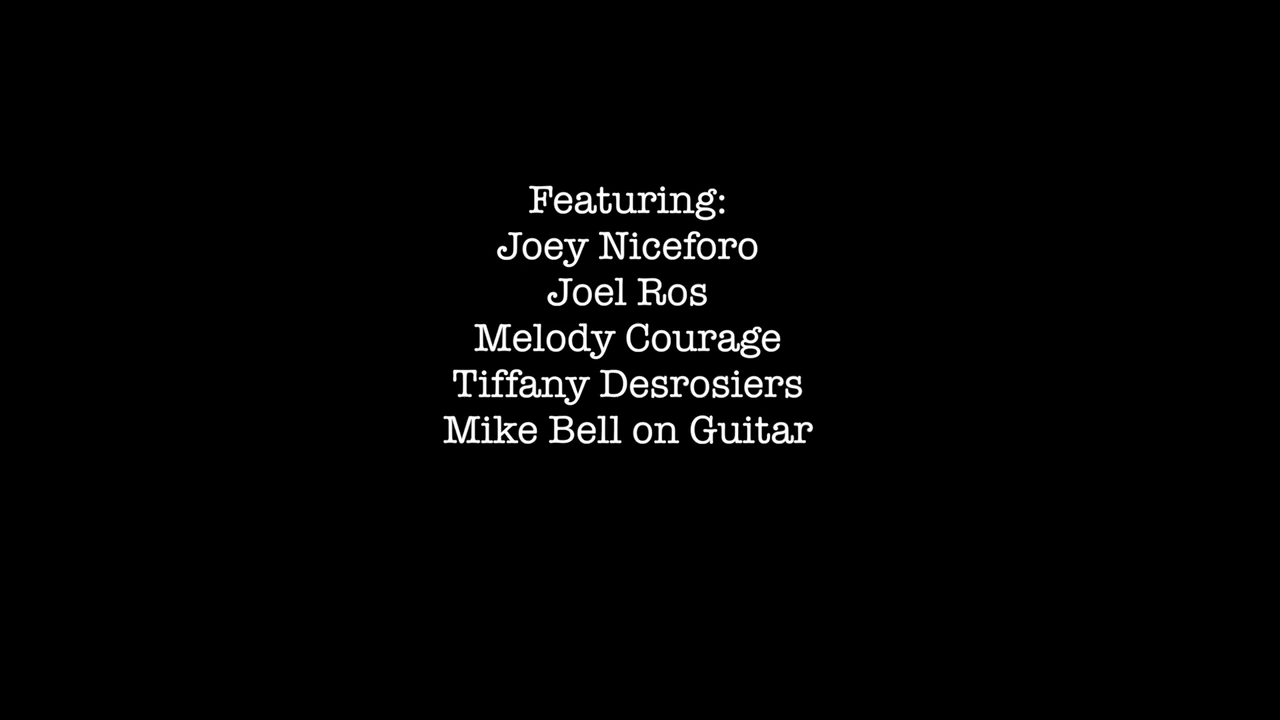 Featuring:
Joey Niceforo
Joel Ros
Melody Courage
Tiffany Desrosiers
Mike Bell on Guitar